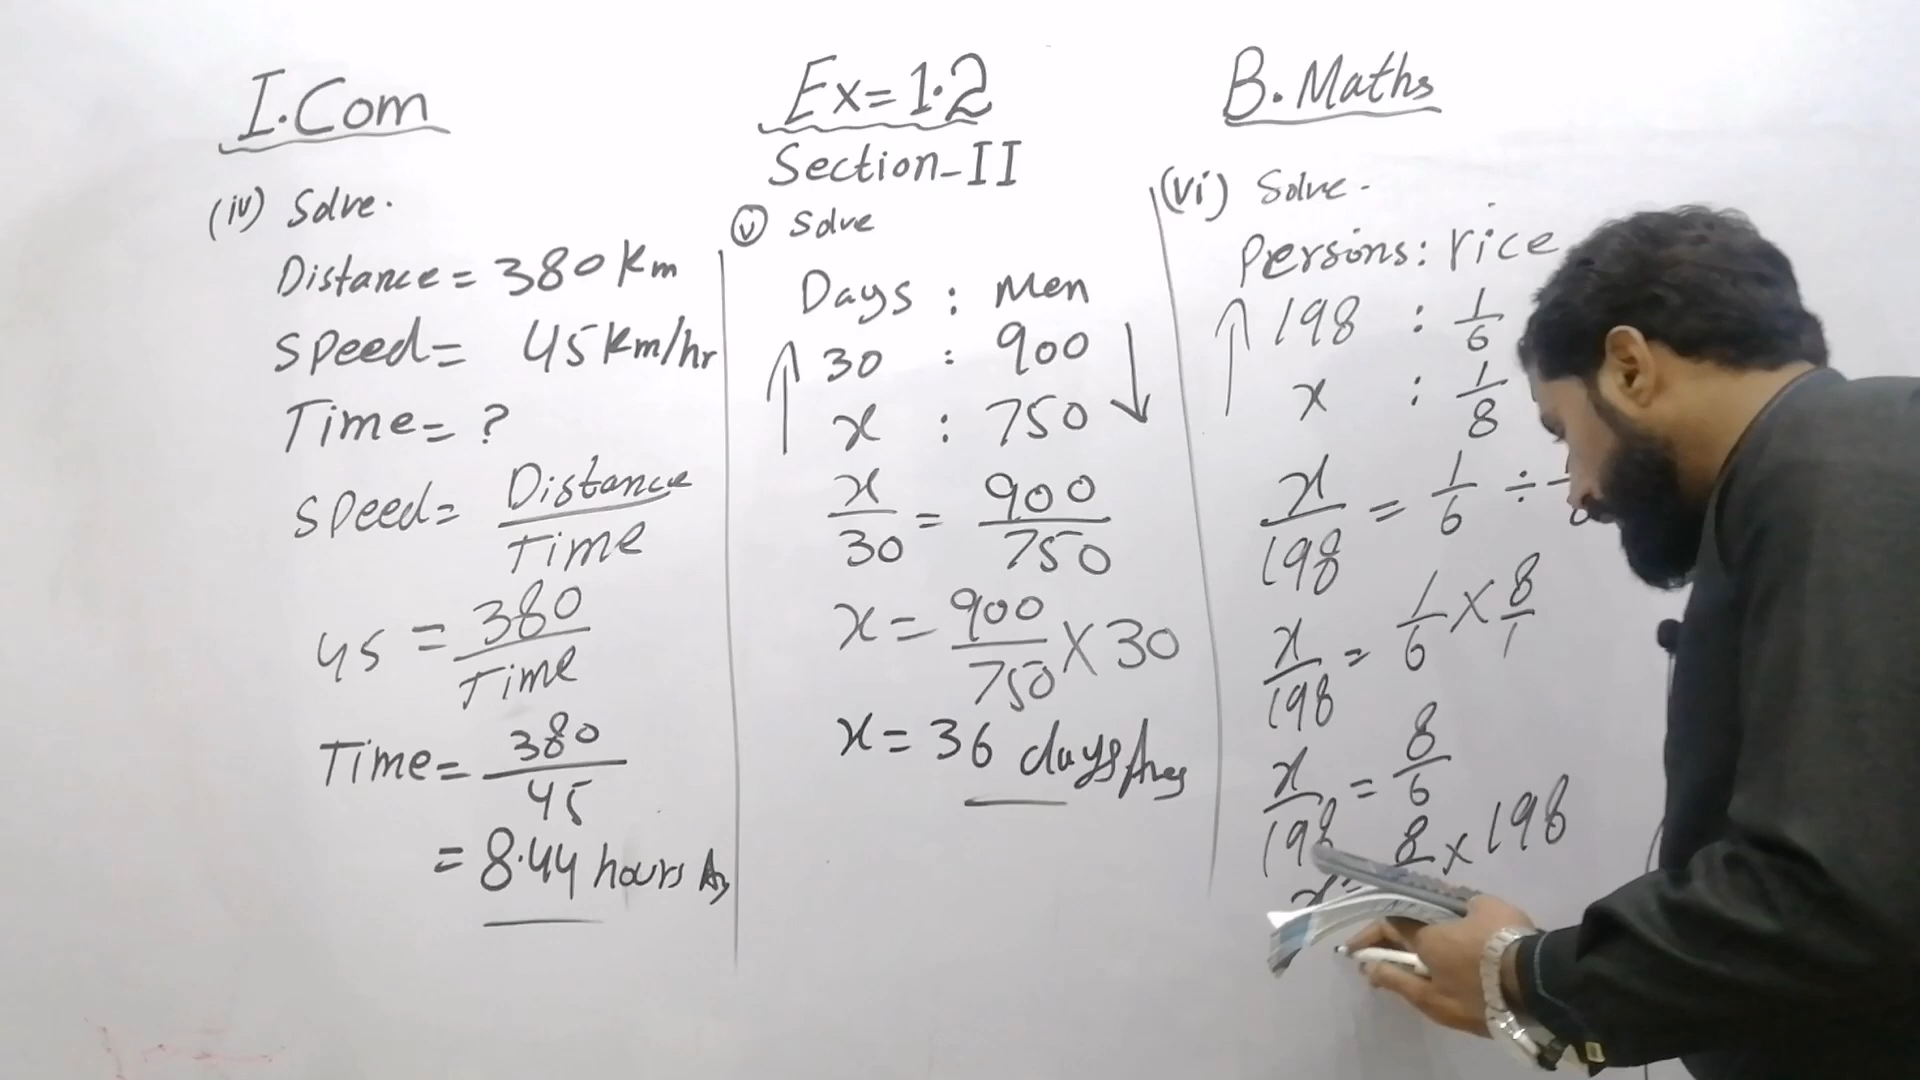 I.Com
Ex=1.2
B.Maths
Section-II
(iv) Solve.
Distance = 380 Km
Speed = 45 Km/hr
Time = ?
Speed = Distance / Time
45 = 380 / Time
Time = 380 / 45
= 8.44 hours Ans
(v) Solve
Days : Men
↑ 30 : 900 ↓
x : 750
x/30 = 900/750
x = 900/750 × 30
x = 36 days Ans
(vi) Solve.
Persons : rice
↑ 198 : 1/6
x : 1/8
x/198 = 1/6 ÷
x/198 = 1/6 × 8/1
x/198 = 8/6
x = 8 × 198